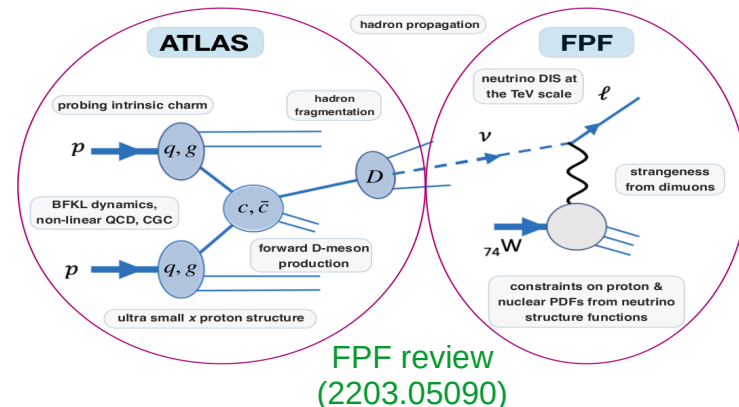 hadron propagation
ATLAS
FPF
probing intrinsic charm
hadron
fragmentation
neutrino DIS at
the TeV scale
ℓ
p
q, g
ν
D
strangeness
from dimuons
BFKL dynamics,
non-linear QCD, CGC
c, c̄
forward D-meson
production
₇₄W
p
q, g
constraints on proton &
nuclear PDFs from neutrino
structure functions
ultra small x proton structure
FPF review
(2203.05090)